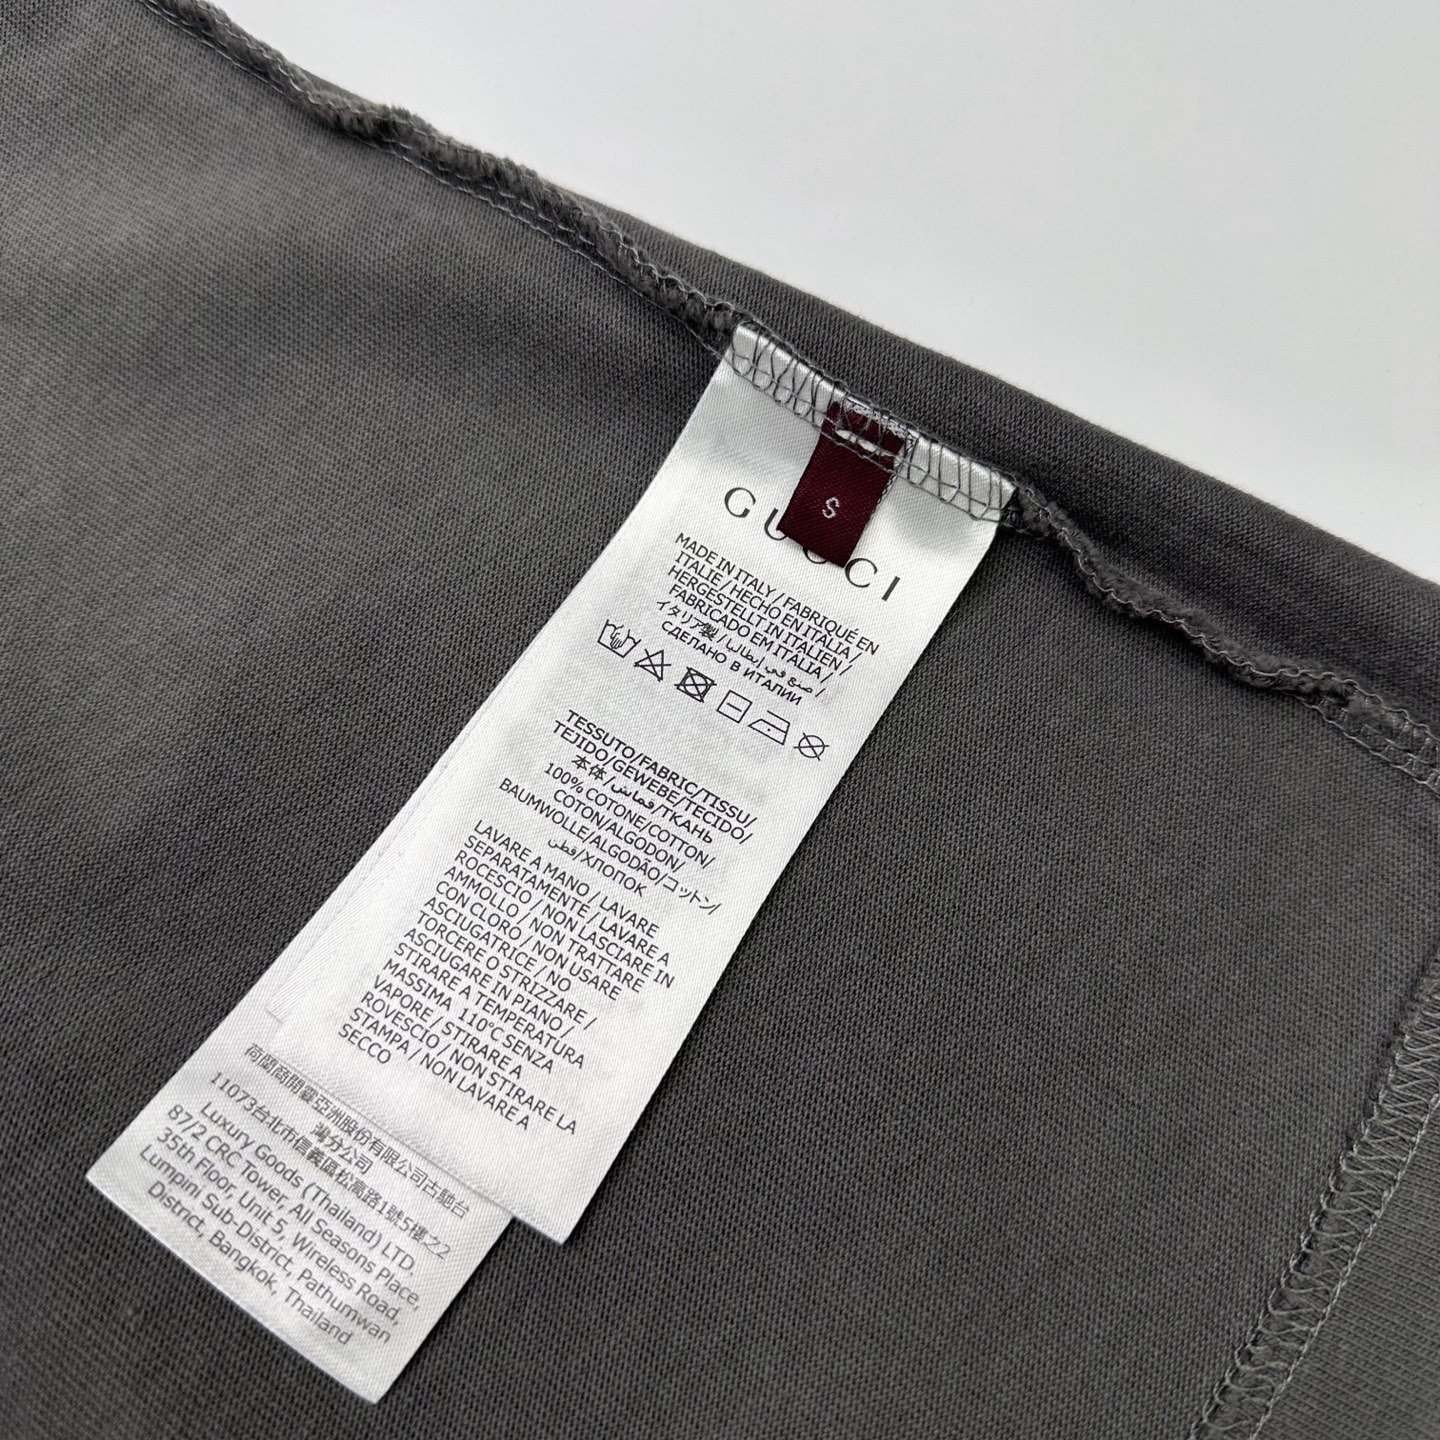 S
GUCCI
MADE IN ITALY / FABRIQUÉ EN
ITALIE / HECHO EN ITALIA /
HERGESTELLT IN ITALIEN /
FABRICADO EM ITALIA /
イタリア製 / صنع في إيطاليا /
СДЕЛАНО В ИТАЛИИ
TESSUTO/FABRIC/TISSU/
TEJIDO/GEWEBE/TECIDO/
本体/قماش/ТКАНЬ
100% COTONE/COTTON/
COTON/ALGODON/
BAUMWOLLE/ALGODÃO/コットン/
قطن/ХЛОПОК
LAVARE A MANO / LAVARE
SEPARATAMENTE / LAVARE A
ROCESCIO / NON LASCIARE IN
AMMOLLO / NON TRATTARE
CON CLORO / NON USARE
ASCIUGATRICE / NO
TORCERE O STRIZZARE /
ASCIUGARE IN PIANO /
STIRARE A TEMPERATURA
MASSIMA 110°C SENZA
VAPORE / STIRARE A
ROVESCIO / NON STIRARE LA
STAMPA / NON LAVARE A
SECCO
荷蘭商開雲亞洲股份有限公司古馳台
灣分公司
11073台北市信義區松高路1號5樓之2
Luxury Goods (Thailand) LTD.
87/2 CRC Tower, All Seasons Place,
35th Floor, Unit 5, Wireless Road,
Lumpini Sub-District, Pathumwan
District, Bangkok, Thailand